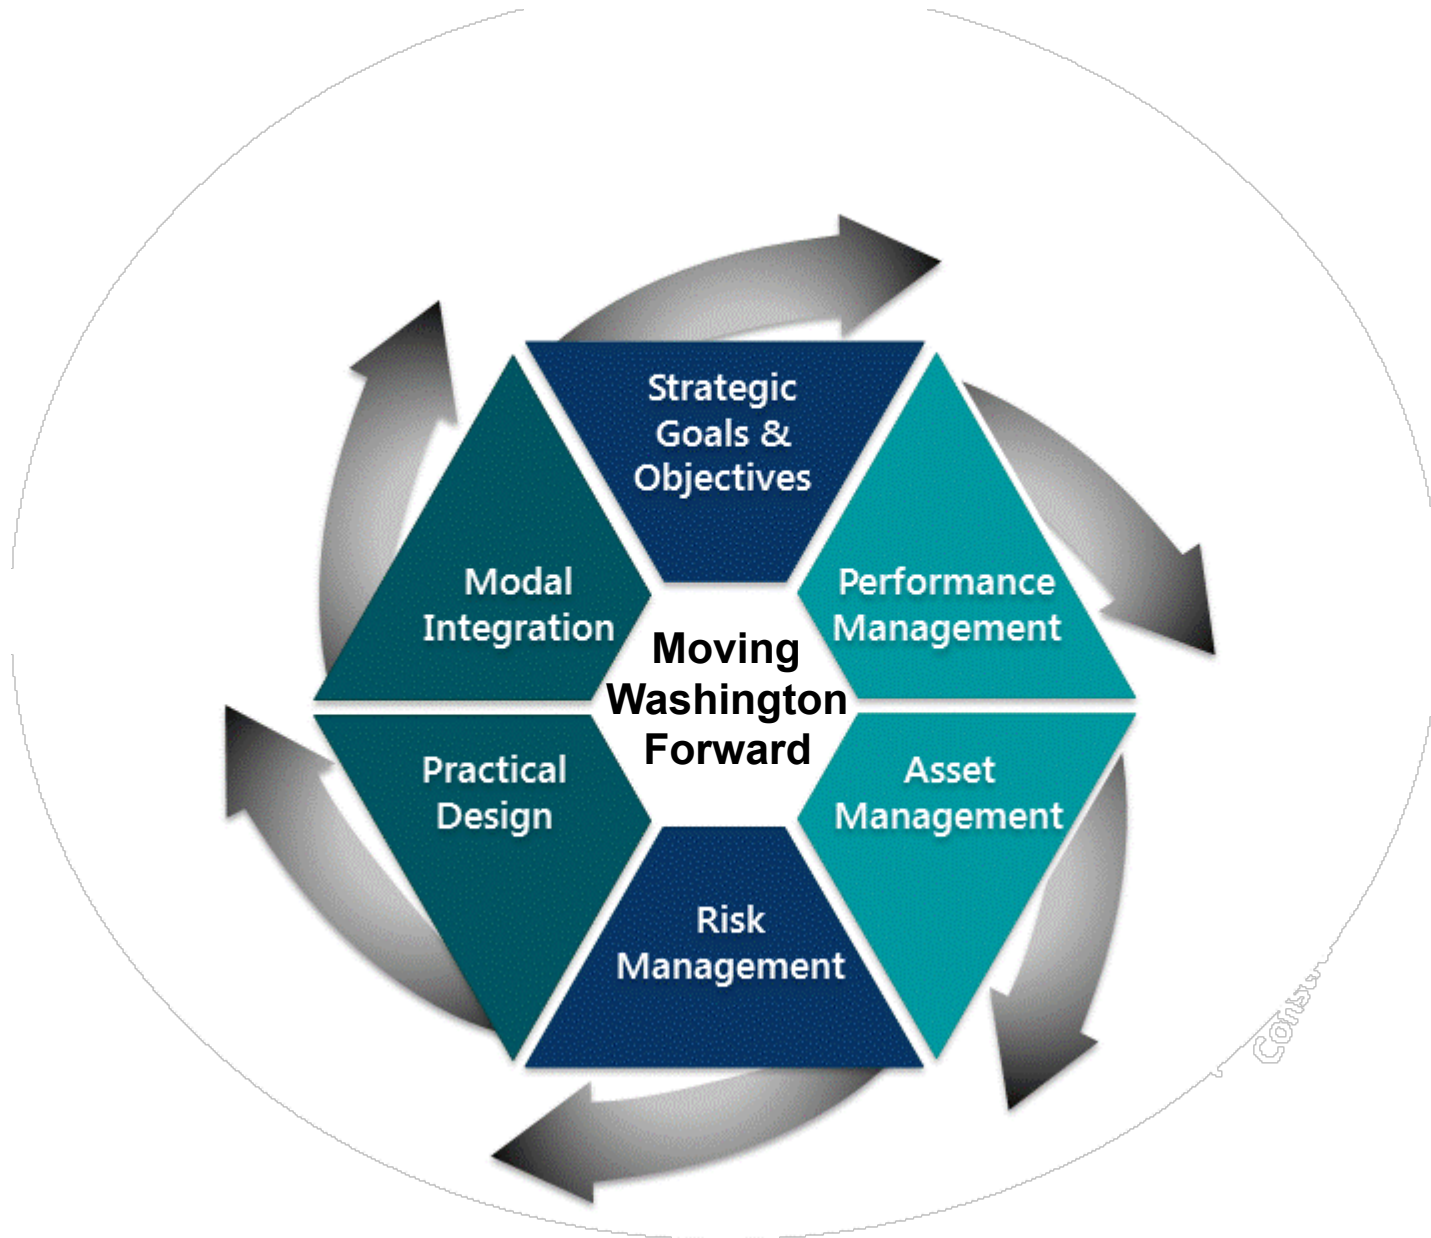 Strategic
Goals &
Objectives
Performance
Management
Asset
Management
Risk
Management
Practical
Design
Modal
Integration
Moving
Washington
Forward